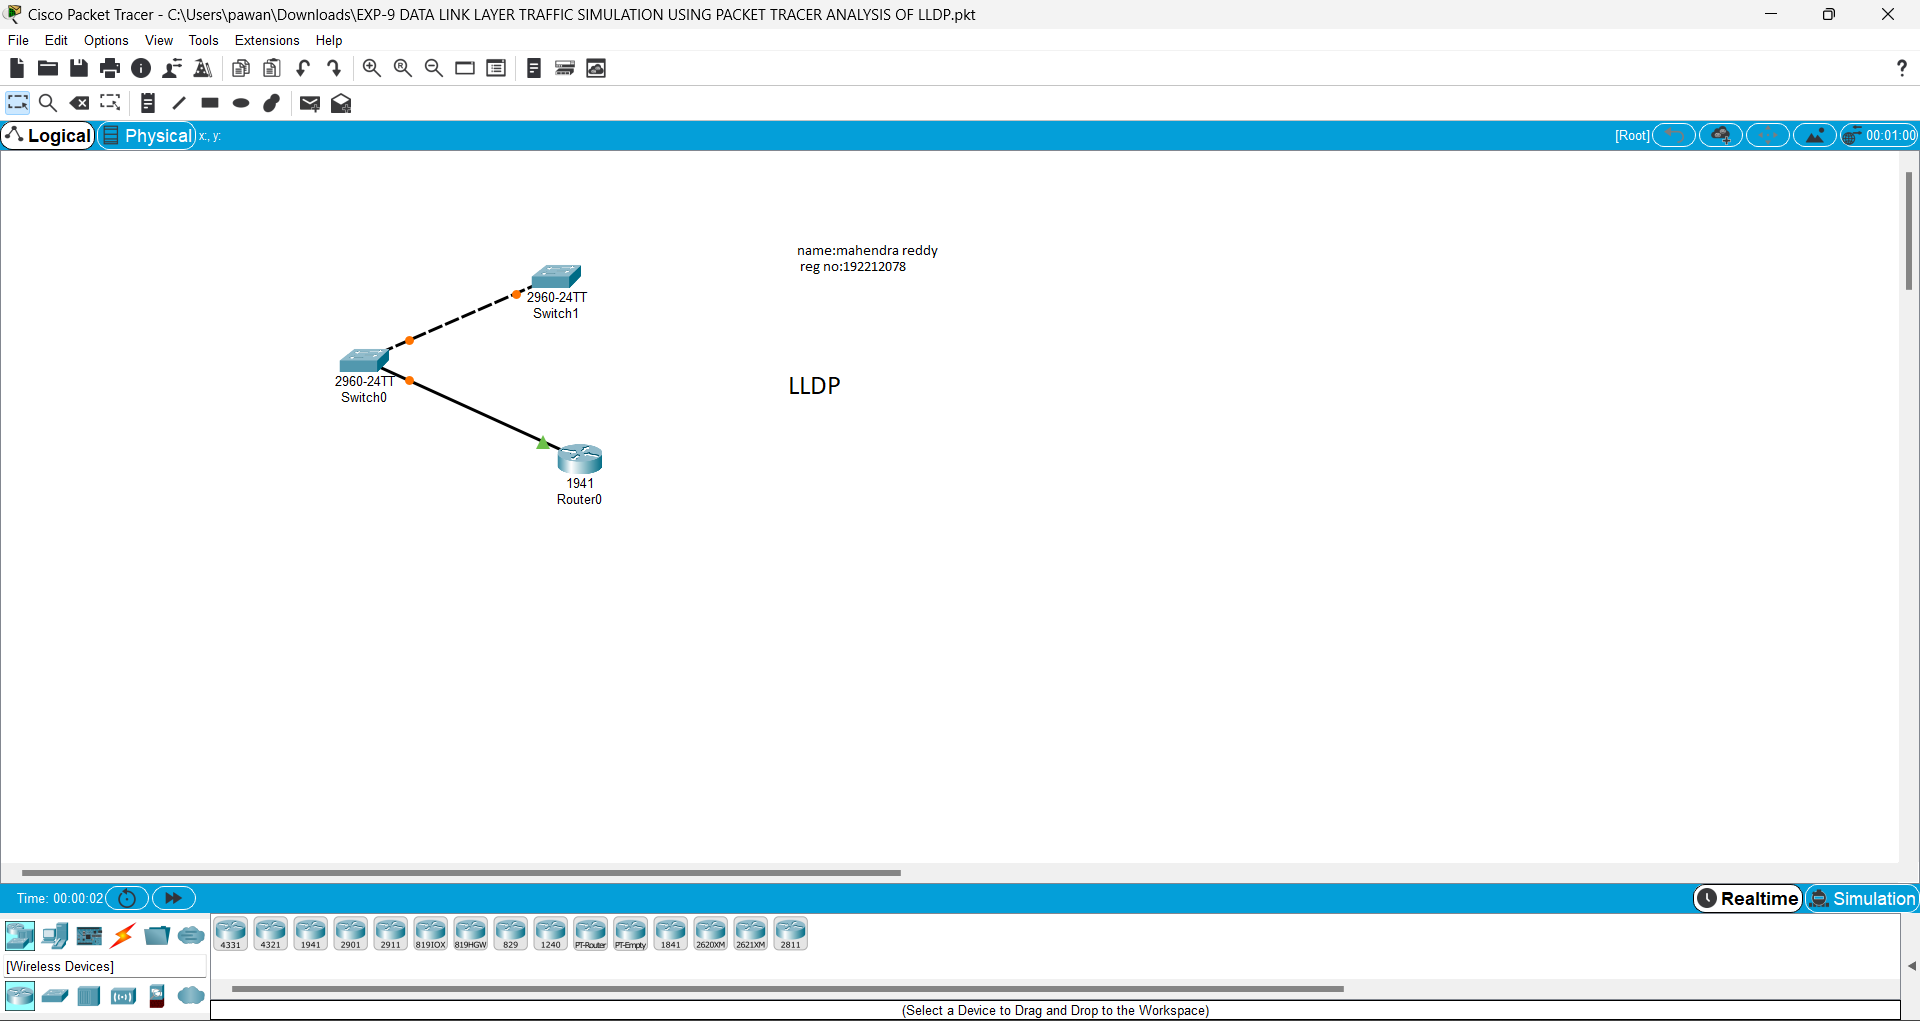 Cisco Packet Tracer - C:\Users\pawan\Downloads\EXP-9 DATA LINK LAYER TRAFFIC SIMULATION USING PACKET TRACER ANALYSIS OF LLDP.pkt
File Edit Options View Tools Extensions Help
?
Logical Physical x:, y: [Root] 00:01:00
name:mahendra reddy
reg no:192212078
2960-24TT
Switch1
LLDP
2960-24TT
Switch0
1941
Router0
Time: 00:00:02 Realtime Simulation
4331 4321 1941 2901 2911 819IOX 819HGW 829 1240 PT-Router PT-Empty 1841 2620XM 2621XM 2811
[Wireless Devices]
(Select a Device to Drag and Drop to the Workspace)